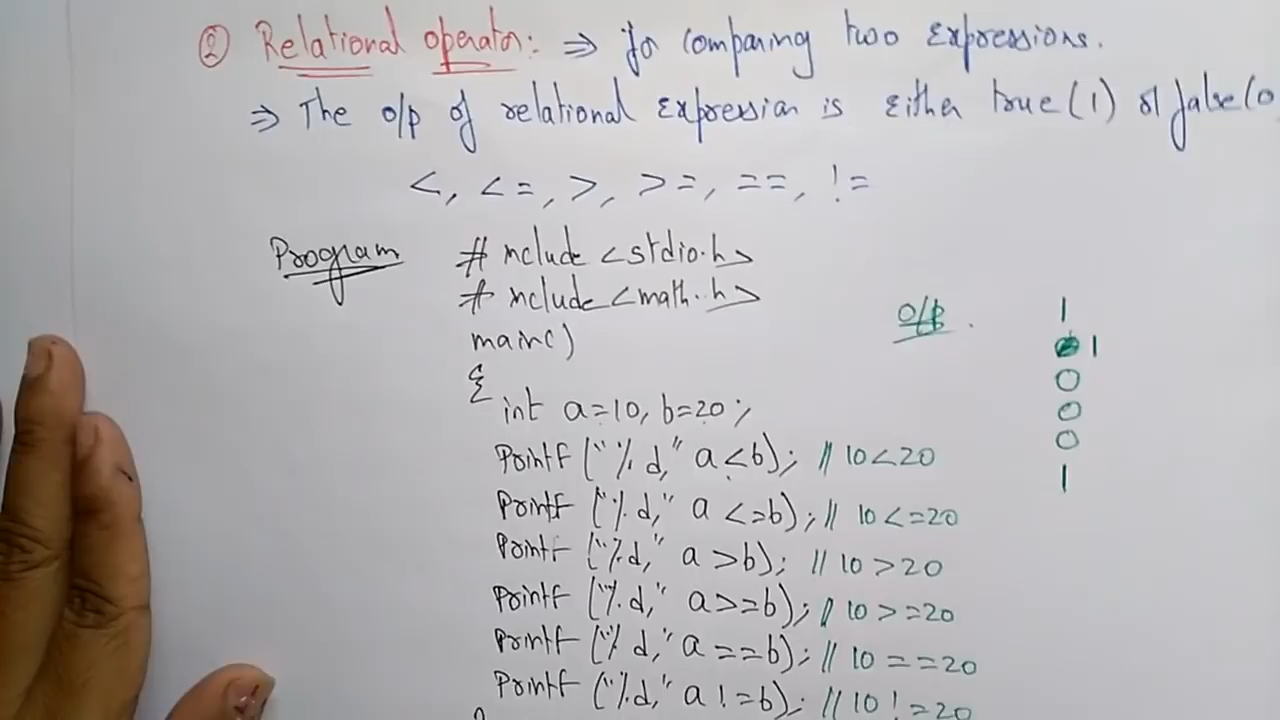 ② Relational operator: ⇒ for comparing two expressions.
⇒ The o/p of relational expression is either true(1) or false(0
<, <=, >, >=, ==, !=
Program
# include <stdio.h>
# include <math.h>
main()
{
int a=10, b=20;
Printf ("%d," a<b); // 10<20
Printf ("%d," a <=b); // 10<=20
Printf ("%d," a >b); // 10>20
Printf ("%d," a>=b); // 10>=20
Printf ("%d," a==b); // 10==20
Printf ("%d," a!=b); // 10!=20
O/P.
1
1
0
0
0
1